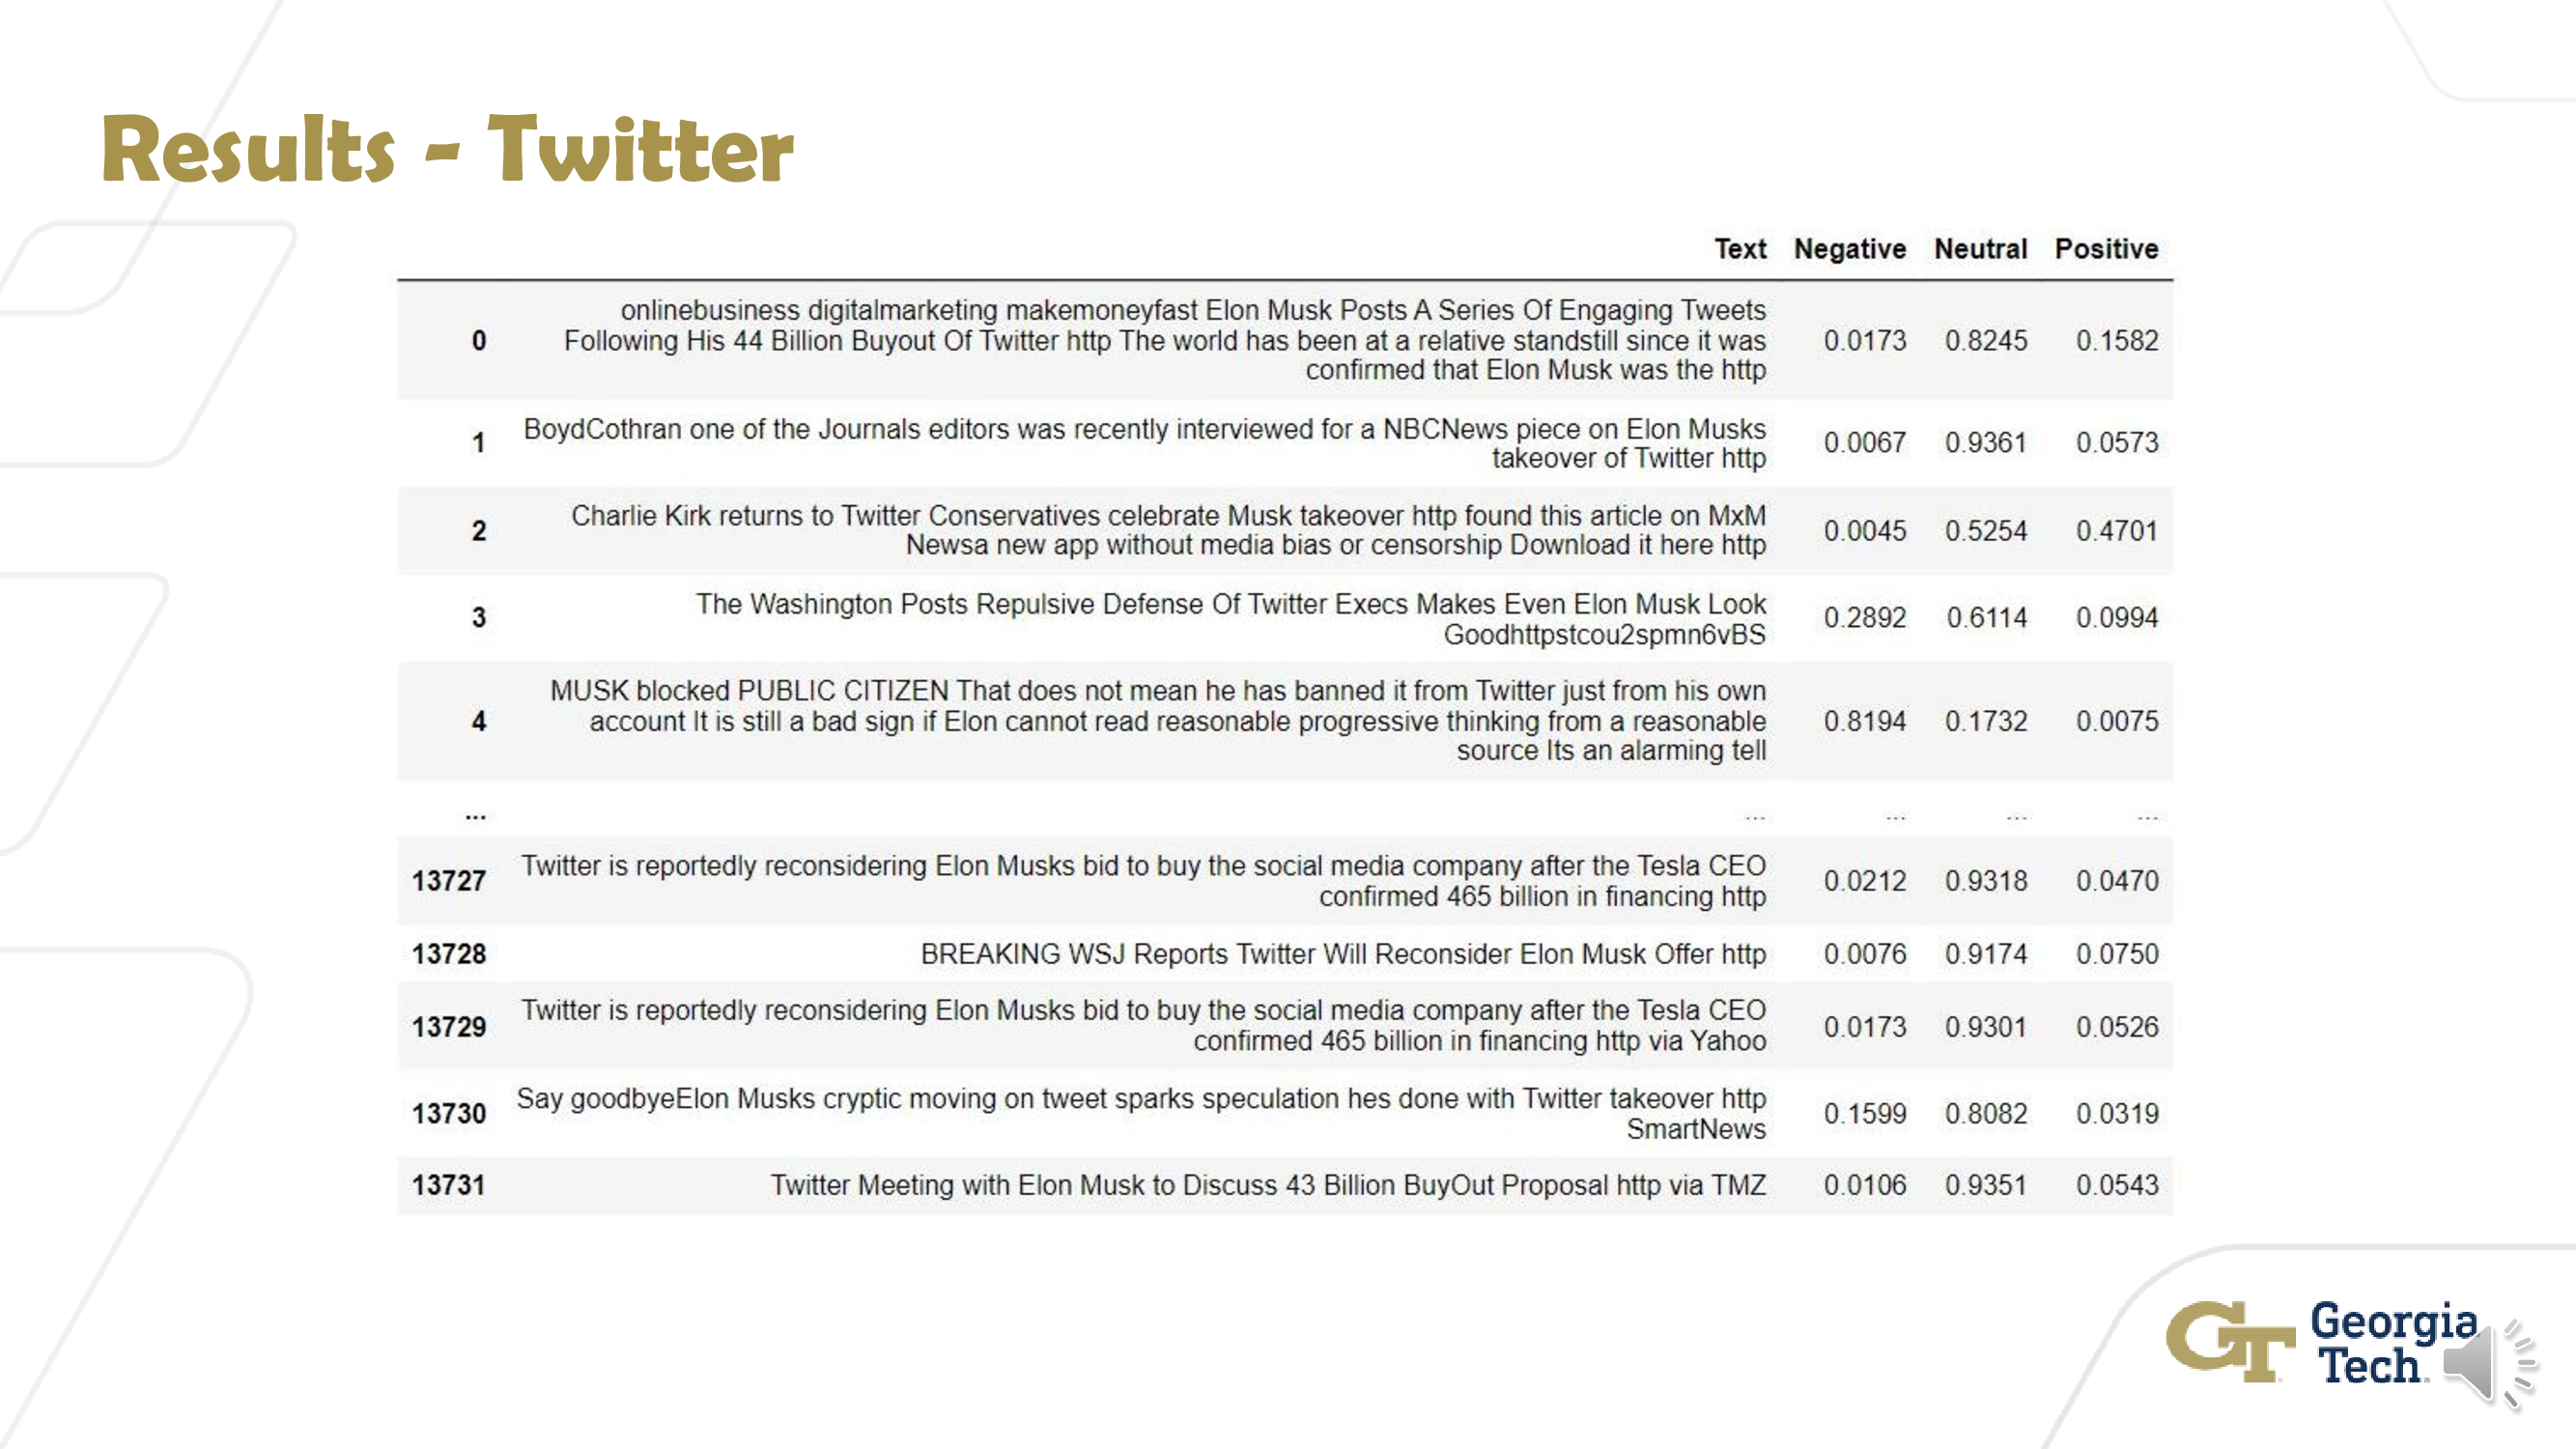 Results - Twitter
Text Negative Neutral Positive
onlinebusiness digitalmarketing makemoneyfast Elon Musk Posts A Series Of Engaging Tweets
0 Following His 44 Billion Buyout Of Twitter http The world has been at a relative standstill since it was 0.0173 0.8245 0.1582
confirmed that Elon Musk was the http
1 BoydCothran one of the Journals editors was recently interviewed for a NBCNews piece on Elon Musks 0.0067 0.9361 0.0573
takeover of Twitter http
2 Charlie Kirk returns to Twitter Conservatives celebrate Musk takeover http found this article on MxM 0.0045 0.5254 0.4701
Newsa new app without media bias or censorship Download it here http
3 The Washington Posts Repulsive Defense Of Twitter Execs Makes Even Elon Musk Look 0.2892 0.6114 0.0994
Goodhttpstcou2spmn6vBS
MUSK blocked PUBLIC CITIZEN That does not mean he has banned it from Twitter just from his own
4 account It is still a bad sign if Elon cannot read reasonable progressive thinking from a reasonable 0.8194 0.1732 0.0075
source Its an alarming tell
... ... ... ... ...
13727 Twitter is reportedly reconsidering Elon Musks bid to buy the social media company after the Tesla CEO 0.0212 0.9318 0.0470
confirmed 465 billion in financing http
13728 BREAKING WSJ Reports Twitter Will Reconsider Elon Musk Offer http 0.0076 0.9174 0.0750
13729 Twitter is reportedly reconsidering Elon Musks bid to buy the social media company after the Tesla CEO 0.0173 0.9301 0.0526
confirmed 465 billion in financing http via Yahoo
13730 Say goodbyeElon Musks cryptic moving on tweet sparks speculation hes done with Twitter takeover http 0.1599 0.8082 0.0319
SmartNews
13731 Twitter Meeting with Elon Musk to Discuss 43 Billion BuyOut Proposal http via TMZ 0.0106 0.9351 0.0543
GT Georgia
Tech